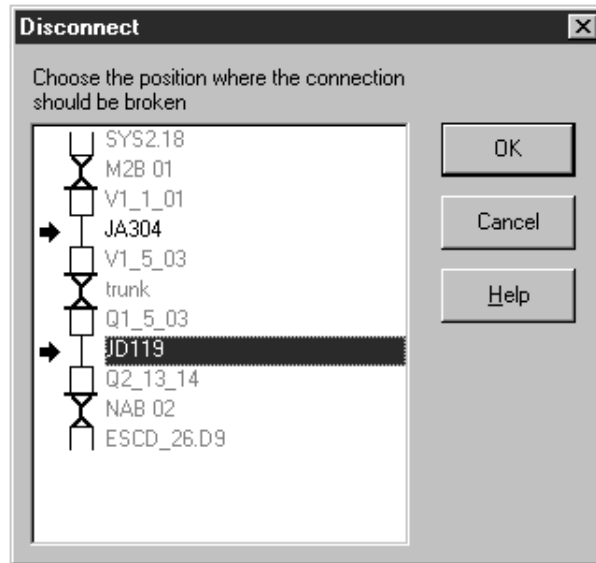 Disconnect
Choose the position where the connection
should be broken
SYS2.18
M2B 01
V1_1_01
JA304
V1_5_03
trunk
Q1_5_03
JD119
Q2_13_14
NAB 02
ESCD_26.D9
OK
Cancel
Help